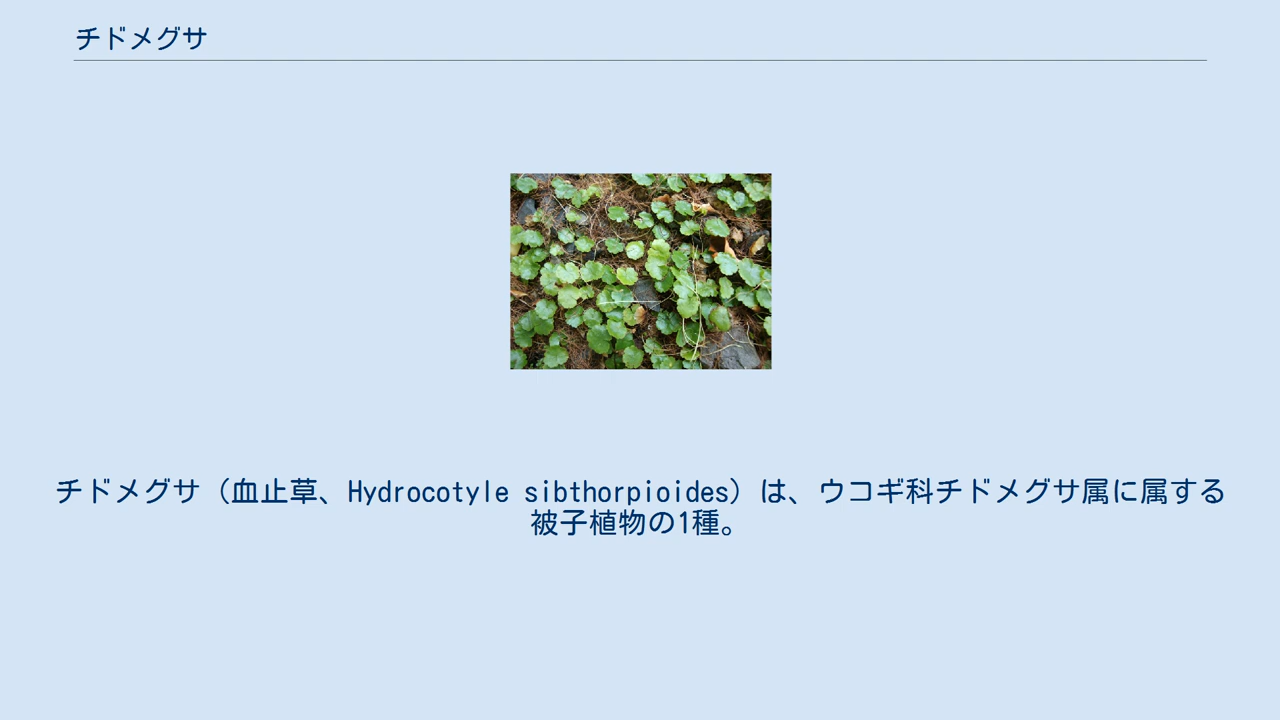 チドメグサ
チドメグサ（血止草、Hydrocotyle sibthorpioides）は、ウコギ科チドメグサ属に属する
被子植物の1種。